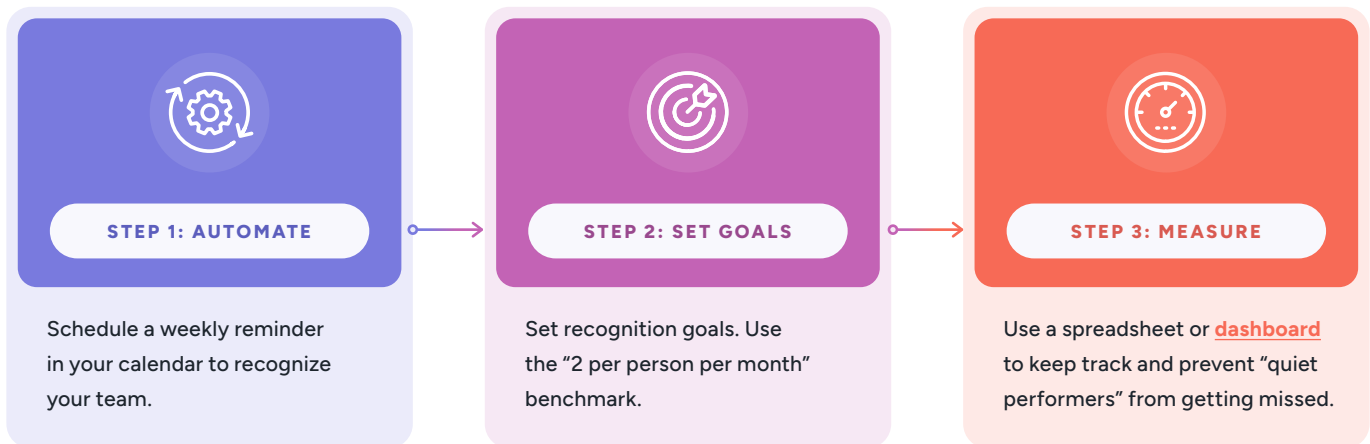 STEP 1: AUTOMATE
Schedule a weekly reminder
in your calendar to recognize
your team.
STEP 2: SET GOALS
Set recognition goals. Use
the “2 per person per month”
benchmark.
STEP 3: MEASURE
Use a spreadsheet or dashboard
to keep track and prevent “quiet
performers” from getting missed.